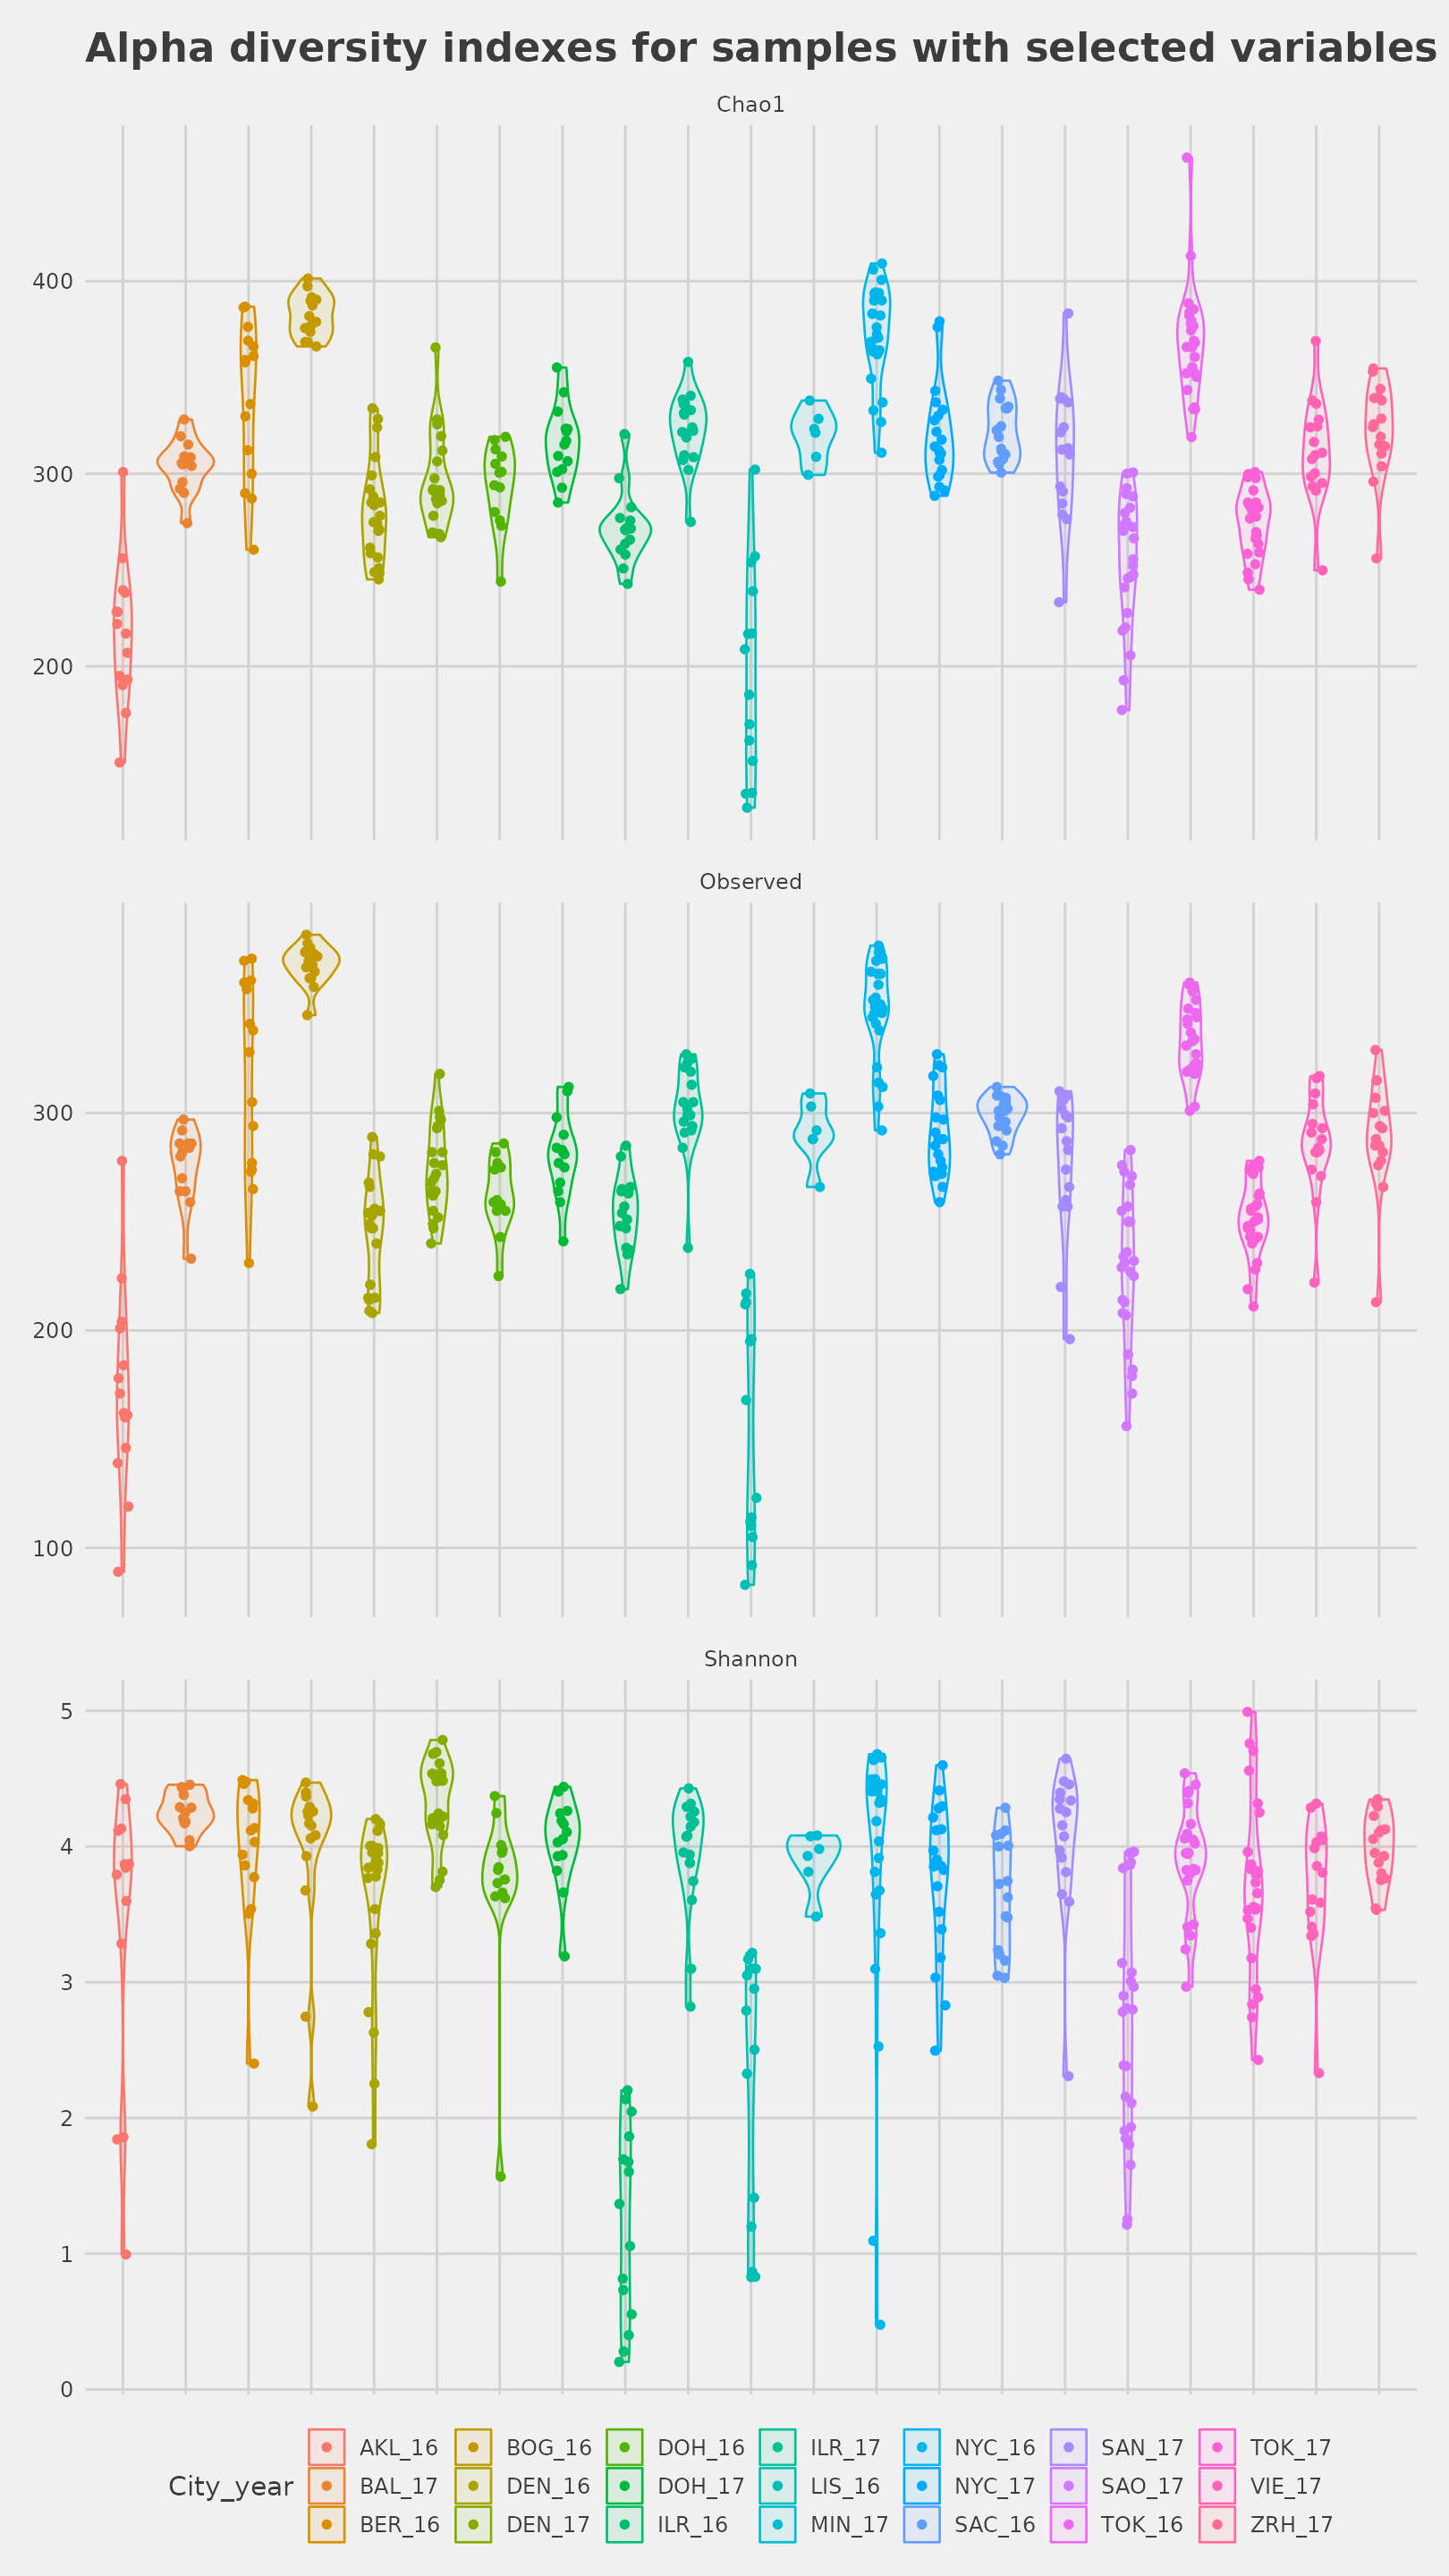 Alpha diversity indexes for samples with selected variables
Chao1
400
300
200
Observed
300
200
100
Shannon
5
4
3
2
1
0
AKL_16 BOG_16 DOH_16 ILR_17 NYC_16 SAN_17 TOK_17
City_year BAL_17 DEN_16 DOH_17 LIS_16 NYC_17 SAO_17 VIE_17
BER_16 DEN_17 ILR_16 MIN_17 SAC_16 TOK_16 ZRH_17